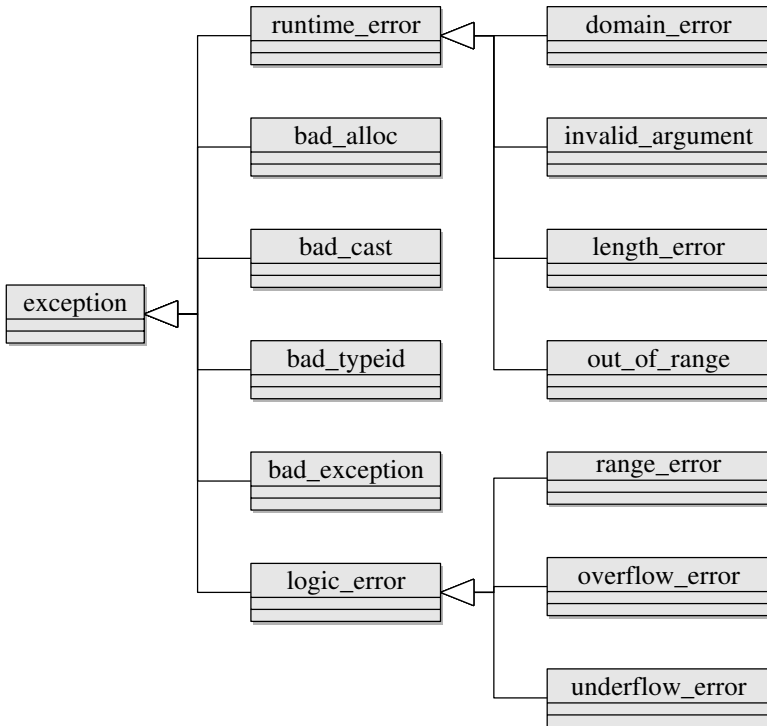 runtime_error
domain_error
bad_alloc
invalid_argument
bad_cast
length_error
exception
bad_typeid
out_of_range
bad_exception
range_error
logic_error
overflow_error
underflow_error